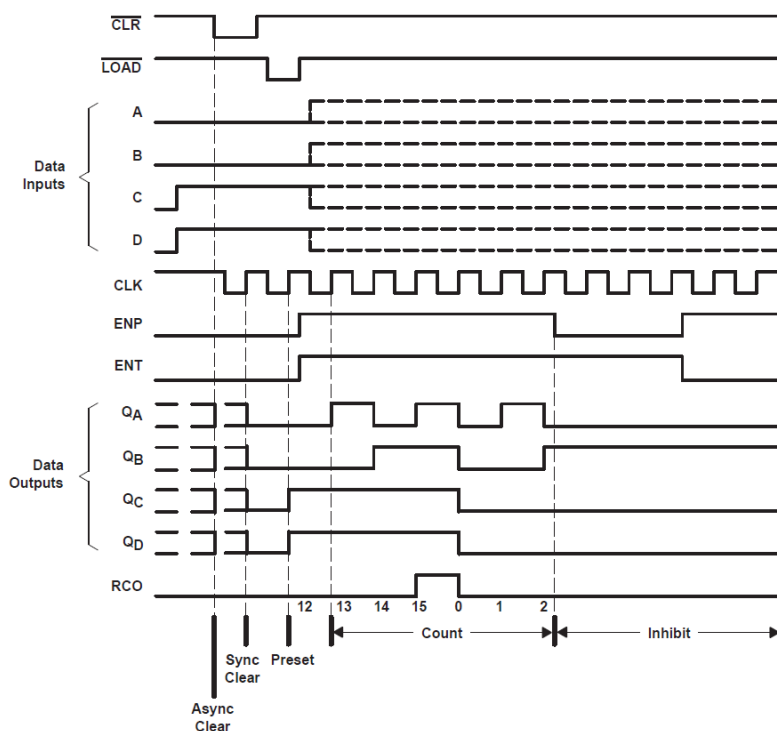 CLR
LOAD
A
B
Data
Inputs
C
D
CLK
ENP
ENT
QA
QB
Data
Outputs
QC
QD
RCO
12 13 14 15 0 1 2
Count Inhibit
Sync Preset
Clear
Async
Clear